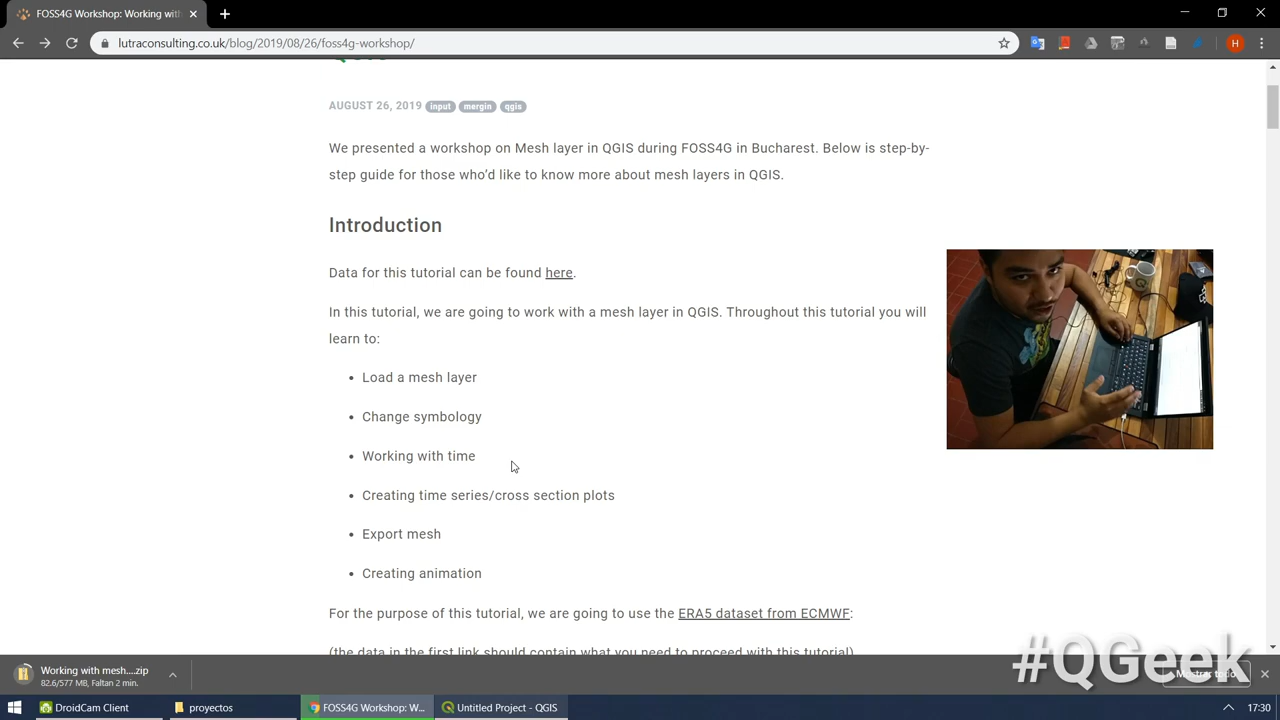 FOSS4G Workshop: Working wit
lutraconsulting.co.uk/blog/2019/08/26/foss4g-workshop/
H
AUGUST 26, 2019 input mergin qgis
We presented a workshop on Mesh layer in QGIS during FOSS4G in Bucharest. Below is step-by-
step guide for those who'd like to know more about mesh layers in QGIS.
Introduction
Data for this tutorial can be found here.
In this tutorial, we are going to work with a mesh layer in QGIS. Throughout this tutorial you will
learn to:
• Load a mesh layer
• Change symbology
• Working with time
• Creating time series/cross section plots
• Export mesh
• Creating animation
For the purpose of this tutorial, we are going to use the ERA5 dataset from ECMWF:
(the data in the first link should contain what you need to proceed with this tutorial)
#QGeek
Working with mesh....zip
82.6/577 MB, Faltan 2 min.
Mostrar todo
DroidCam Client
proyectos
FOSS4G Workshop: W...
Untitled Project - QGIS
17:30